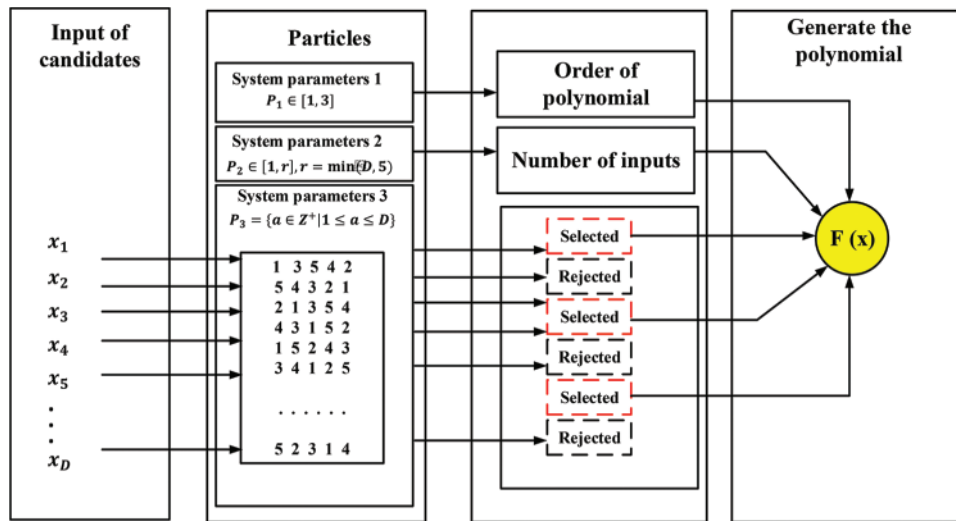 Input of
candidates
x₁
x₂
x₃
x₄
x₅
.
.
.
.
x_D
Particles
System parameters 1
P₁ ∈ [1, 3]
System parameters 2
P₂ ∈ [1, r], r = min(D, 5)
System parameters 3
P₃ = {a ∈ Z⁺|1 ≤ a ≤ D}
1 3 5 4 2
5 4 3 2 1
2 1 3 5 4
4 3 1 5 2
1 5 2 4 3
3 4 1 2 5
. . . . . .
5 2 3 1 4
Order of
polynomial
Number of inputs
Selected
Rejected
Selected
Rejected
Selected
Rejected
Generate the
polynomial
F (x)